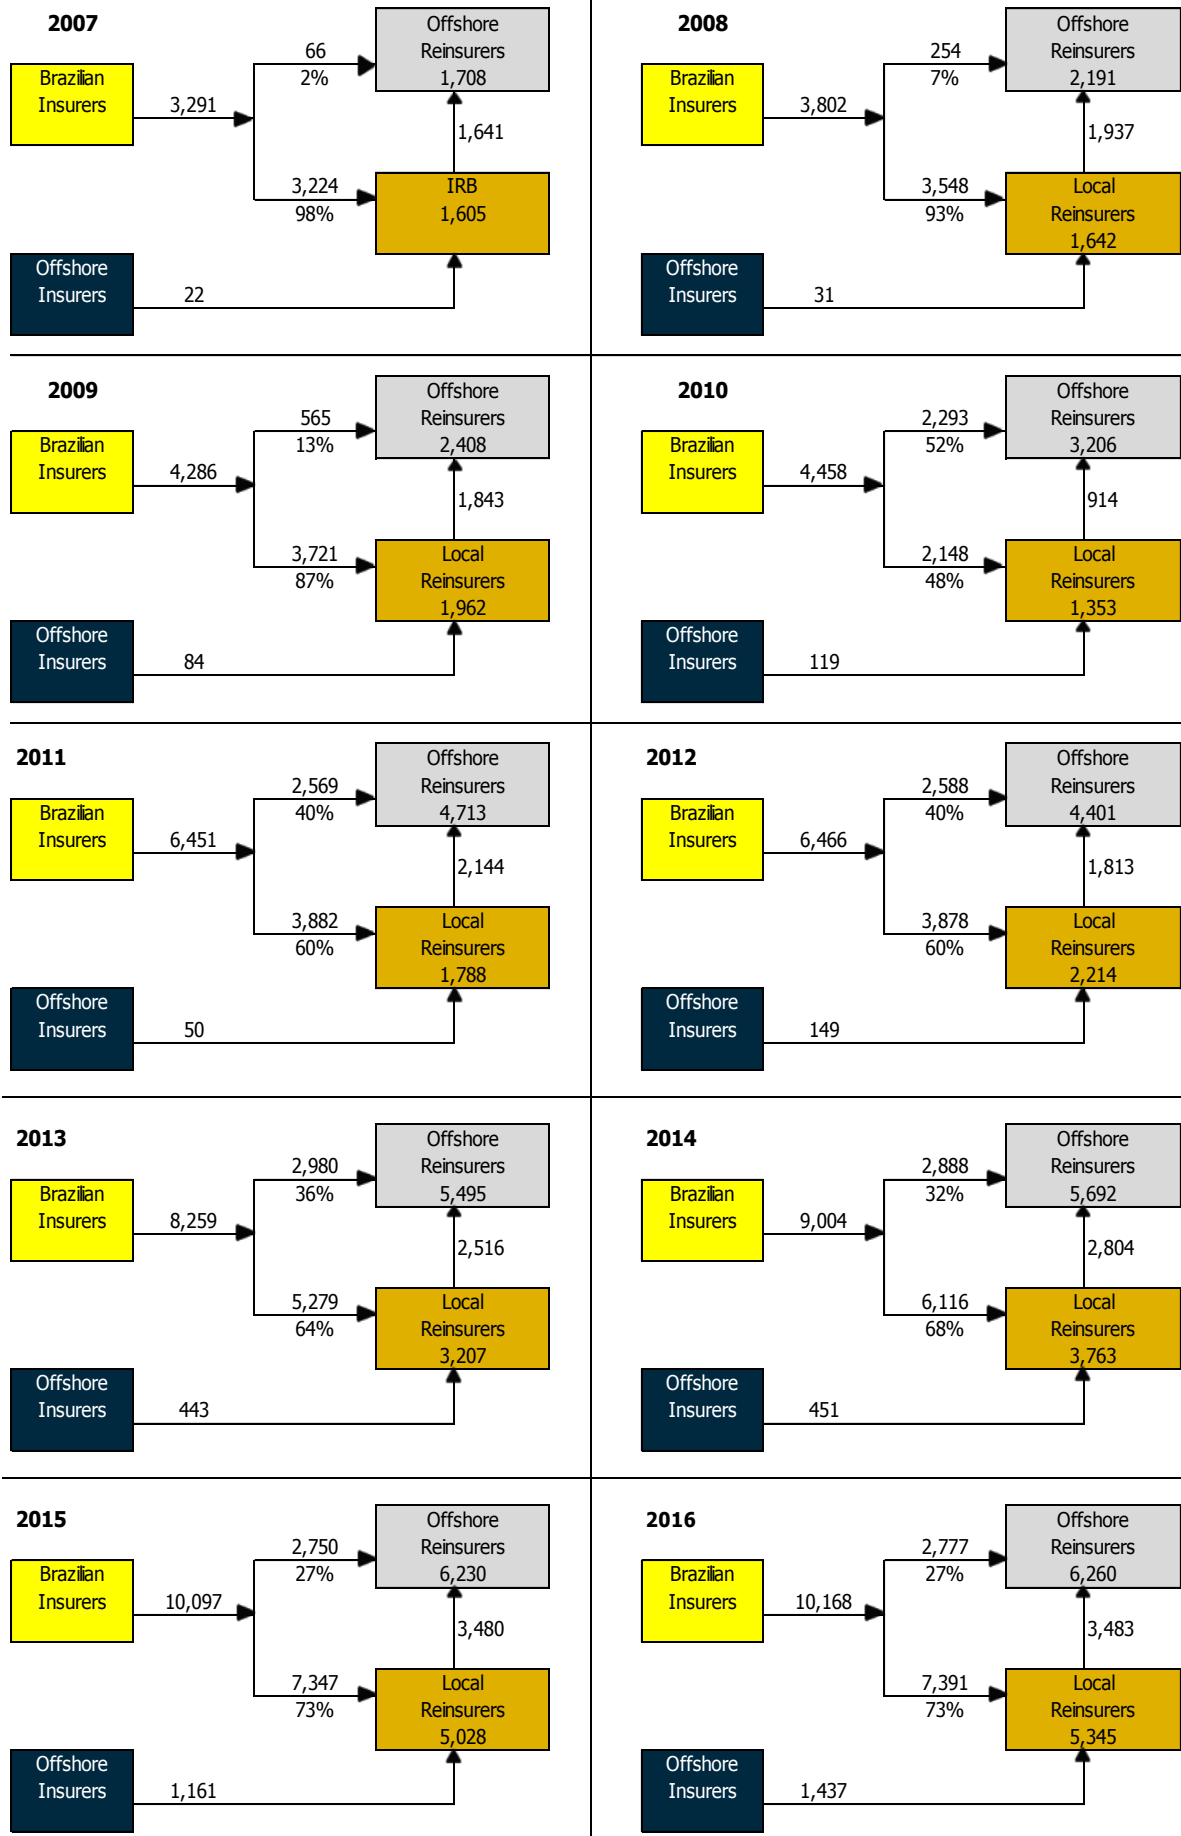 2007
Offshore
Reinsurers
1,708
66
2%
Brazilian
Insurers
3,291
1,641
3,224
98%
IRB
1,605
Offshore
Insurers
22
2008
Offshore
Reinsurers
2,191
254
7%
Brazilian
Insurers
3,802
1,937
3,548
93%
Local
Reinsurers
1,642
Offshore
Insurers
31
2009
Offshore
Reinsurers
2,408
565
13%
Brazilian
Insurers
4,286
1,843
3,721
87%
Local
Reinsurers
1,962
Offshore
Insurers
84
2010
Offshore
Reinsurers
3,206
2,293
52%
Brazilian
Insurers
4,458
914
2,148
48%
Local
Reinsurers
1,353
Offshore
Insurers
119
2011
Offshore
Reinsurers
4,713
2,569
40%
Brazilian
Insurers
6,451
2,144
3,882
60%
Local
Reinsurers
1,788
Offshore
Insurers
50
2012
Offshore
Reinsurers
4,401
2,588
40%
Brazilian
Insurers
6,466
1,813
3,878
60%
Local
Reinsurers
2,214
Offshore
Insurers
149
2013
Offshore
Reinsurers
5,495
2,980
36%
Brazilian
Insurers
8,259
2,516
5,279
64%
Local
Reinsurers
3,207
Offshore
Insurers
443
2014
Offshore
Reinsurers
5,692
2,888
32%
Brazilian
Insurers
9,004
2,804
6,116
68%
Local
Reinsurers
3,763
Offshore
Insurers
451
2015
Offshore
Reinsurers
6,230
2,750
27%
Brazilian
Insurers
10,097
3,480
7,347
73%
Local
Reinsurers
5,028
Offshore
Insurers
1,161
2016
Offshore
Reinsurers
6,260
2,777
27%
Brazilian
Insurers
10,168
3,483
7,391
73%
Local
Reinsurers
5,345
Offshore
Insurers
1,437